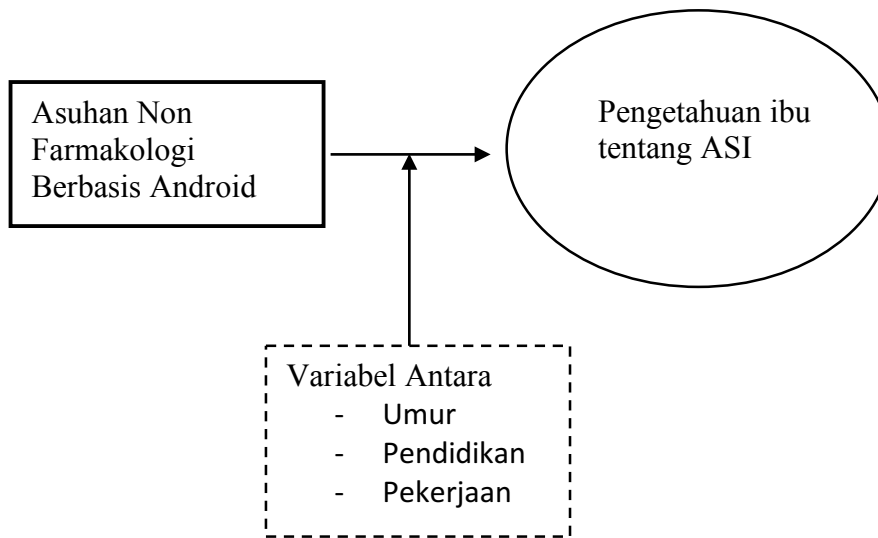 Asuhan Non
Farmakologi
Berbasis Android
Pengetahuan ibu
tentang ASI
Variabel Antara
- Umur
- Pendidikan
- Pekerjaan